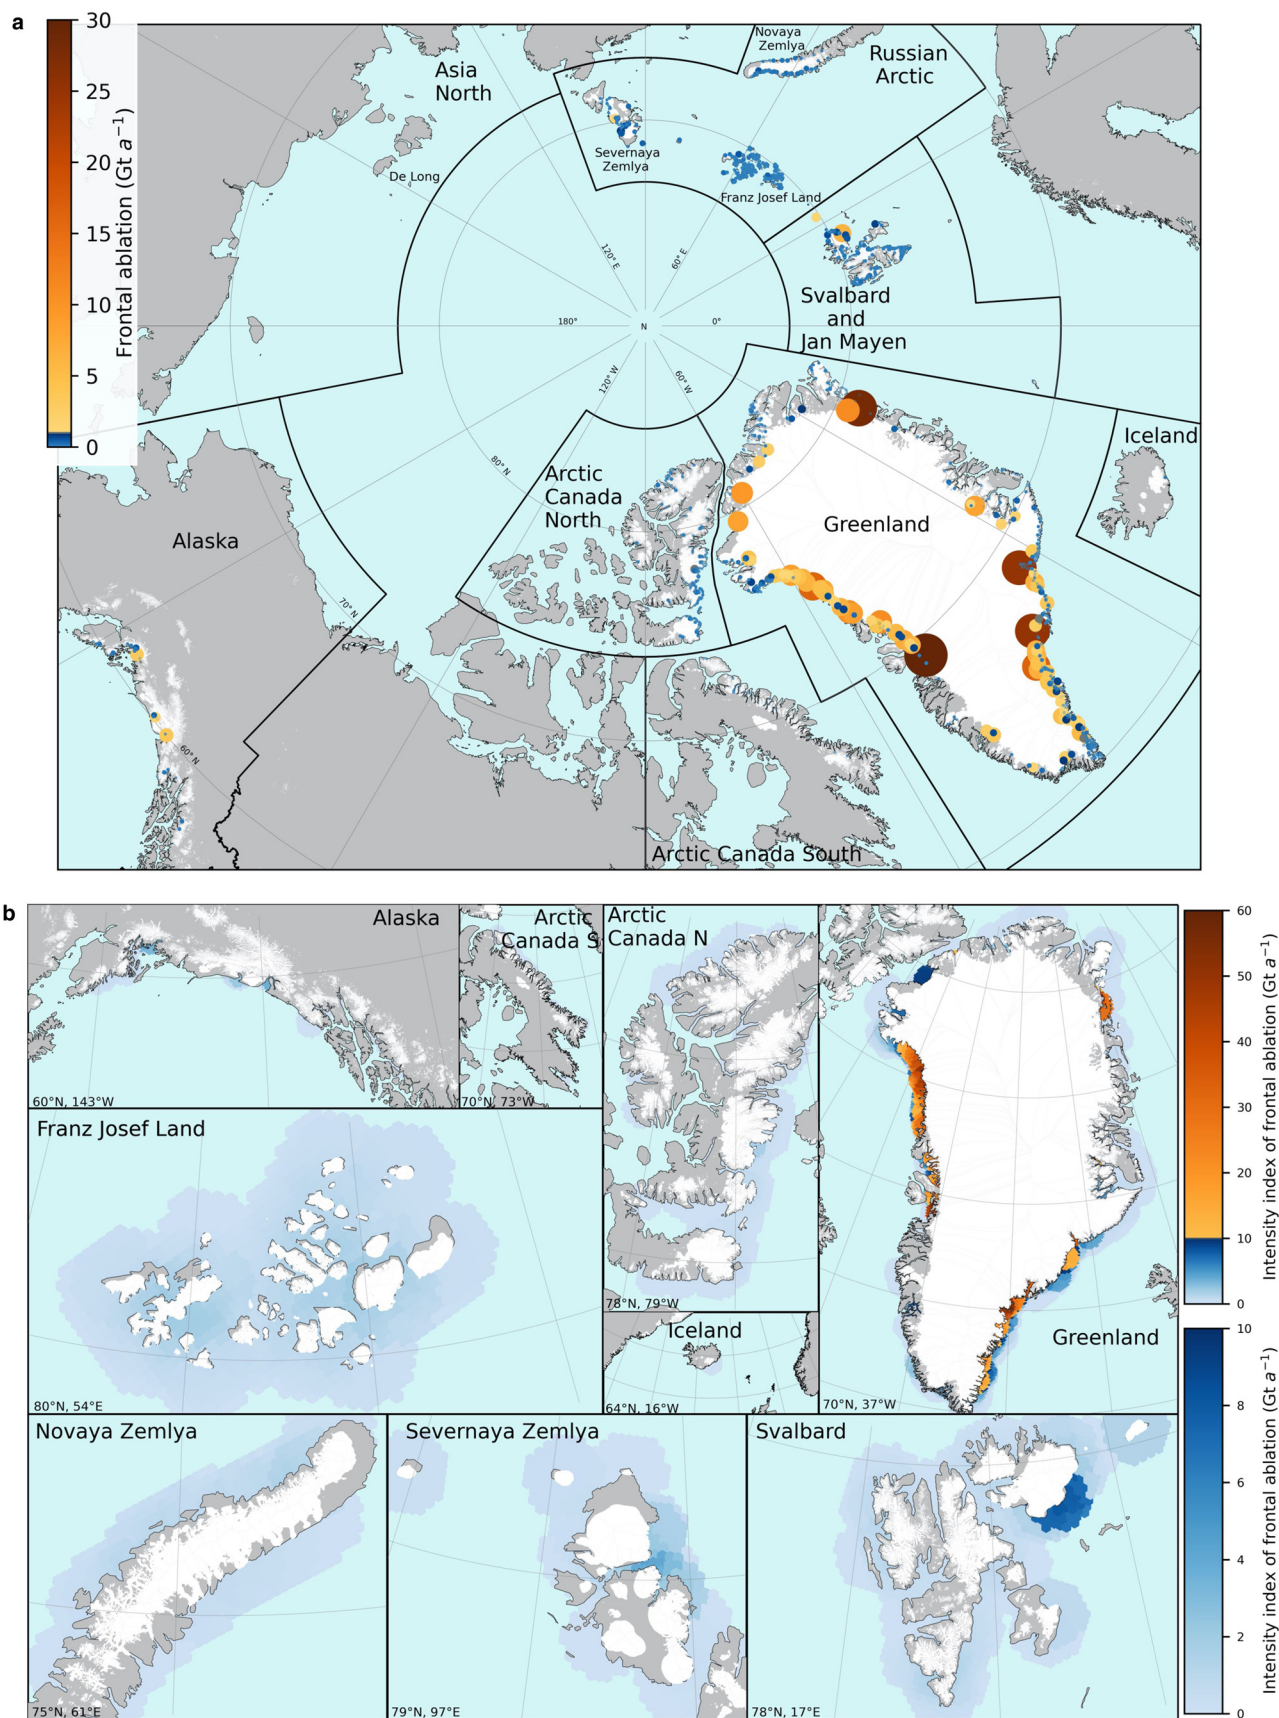 a
30
25
20
15
10
5
0
Frontal ablation (Gt a⁻¹)
Asia
North
De Long
Novaya
Zemlya
Russian
Arctic
Severnaya
Zemlya
Franz Josef Land
120° E
60° E
180°
N
0°
120° W
60° W
Svalbard
and
Jan Mayen
80° N
70° N
60° N
Arctic
Canada
North
Alaska
Greenland
Iceland
Arctic Canada South
b
Alaska
60°N, 143°W
Arctic
Canada S
70°N, 73°W
Arctic
Canada N
78°N, 79°W
Franz Josef Land
80°N, 54°E
Iceland
64°N, 16°W
Greenland
70°N, 37°W
60
50
40
30
20
10
0
Intensity index of frontal ablation (Gt a⁻¹)
Novaya Zemlya
75°N, 61°E
Severnaya Zemlya
79°N, 97°E
Svalbard
78°N, 17°E
10
8
6
4
2
0
Intensity index of frontal ablation (Gt a⁻¹)